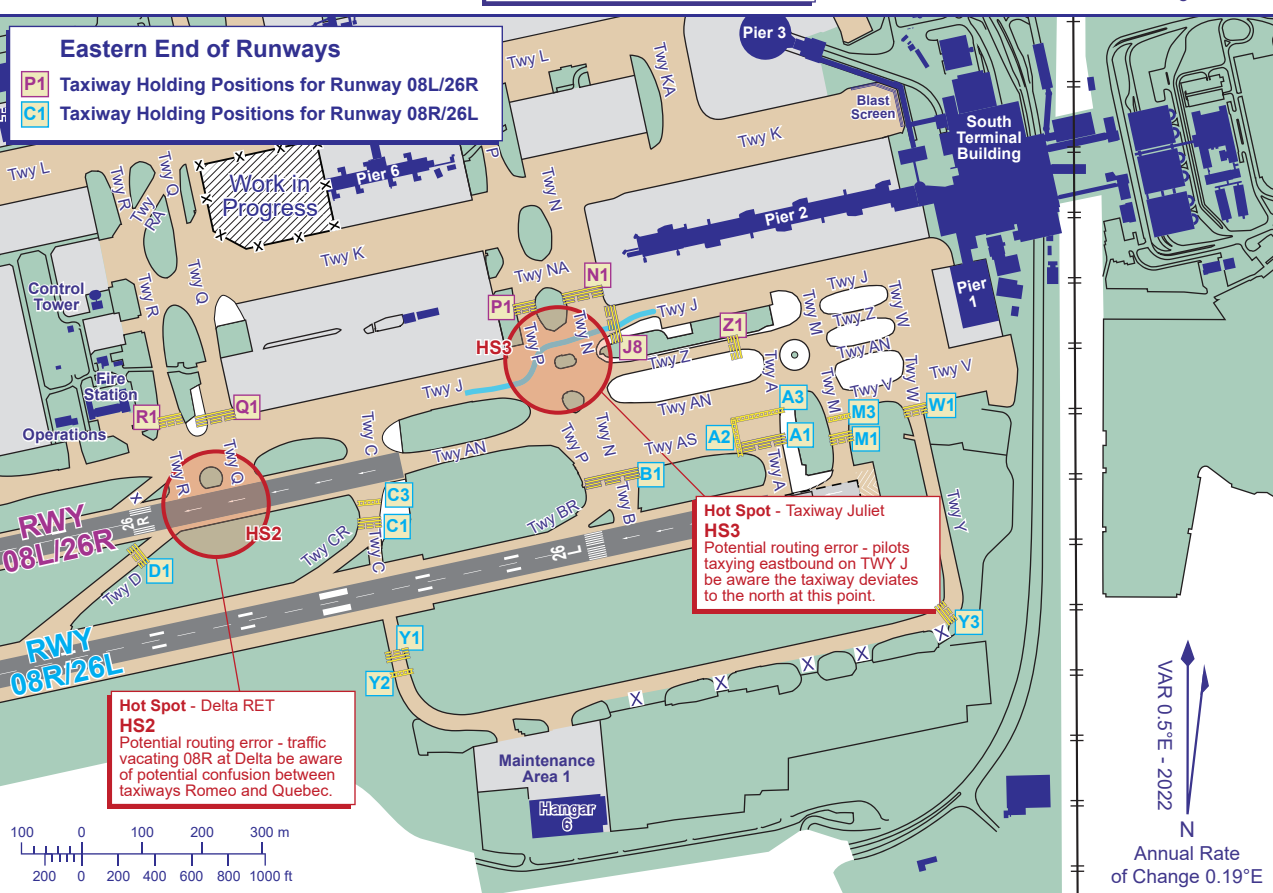 Eastern End of Runways
P1 Taxiway Holding Positions for Runway 08L/26R
C1 Taxiway Holding Positions for Runway 08R/26L
Pier 3
Twy L
Twy KA
Blast
Screen
South
Terminal
Building
Twy K
Twy L
Twy R
Twy
RA
Twy Q
Work in
Progress
Pier 6
P
Twy N
Pier 2
Twy K
Twy NA
N1
P1
Control
Tower
Twy R
Twy Q
Twy J
Twy J
Twy Z
Twy M
Twy W
Twy AN
Pier
1
HS3
Twy P
Twy N
J8
Z1
Twy Z
Twy A
Twy V
Twy V
Twy W
Twy M
Fire
Station
Twy J
Twy AN
A3
M3
W1
R1
Q1
Operations
Twy C
Twy AN
Twy P
Twy N
Twy AS
A2
A1
M1
Twy R
Twy Q
B1
Twy A
X
C3
C1
26
R
HS2
RWY
08L/26R
Twy CR
Twy C
Twy BR
Twy B
26
L
Twy Y
D1
Twy D
Hot Spot - Taxiway Juliet
HS3
Potential routing error - pilots
taxying eastbound on TWY J
be aware the taxiway deviates
to the north at this point.
RWY
08R/26L
Y1
Y2
Y3
X
X
X
X
X
Hot Spot - Delta RET
HS2
Potential routing error - traffic
vacating 08R at Delta be aware
of potential confusion between
taxiways Romeo and Quebec.
Maintenance
Area 1
Hangar
6
VAR 0.5°E - 2022
N
Annual Rate
of Change 0.19°E
100 0 100 200 300 m
200 0 200 400 600 800 1000 ft